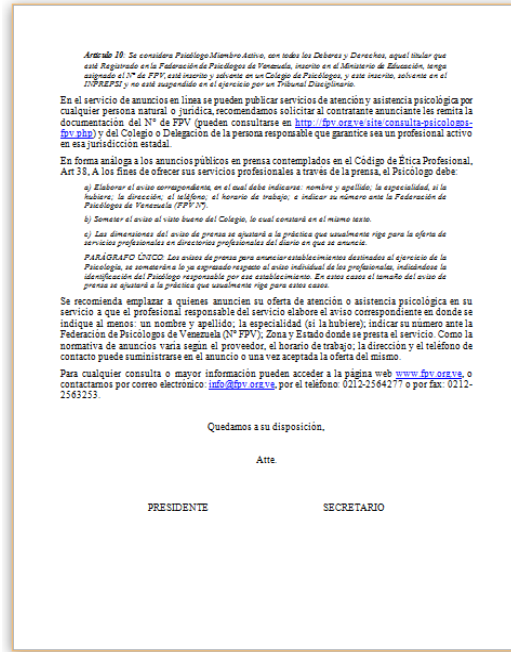 Artículo 10: Se considera Psicólogo Miembro Activo, con todos los Deberes y Derechos, aquel titular que
esté Registrado en la Federación de Psicólogos de Venezuela, inscrito en el Ministerio de Educación, tenga
asignado el Nº de FPV, esté inscrito y solvente en un Colegio de Psicólogos, y este inscrito, solvente en el
INPREPSI y no esté suspendido en el ejercicio por un Tribunal Disciplinario.
En el servicio de anuncios en línea se pueden publicar servicios de atención y asistencia psicológica por
cualquier persona natural o jurídica, recomendamos solicitar al contratante anunciante les remita la
documentación del Nº de FPV (pueden consultarse en http://fpv.org.ve/site/consulta-psicologos-
fpv.php) y del Colegio o Delegación de la persona responsable que garantice sea un profesional activo
en esa jurisdicción estadal.
En forma análoga a los anuncios públicos en prensa contemplados en el Código de Ética Profesional,
Art 38, A los fines de ofrecer sus servicios profesionales a través de la prensa, el Psicólogo debe:
a) Elaborar el aviso correspondiente, en el cual debe indicarse: nombre y apellido; la especialidad, si la
hubiere; la dirección; el teléfono; el horario de trabajo; e indicar su número ante la Federación de
Psicólogos de Venezuela (FPV Nº).
b) Someter el aviso al visto bueno del Colegio, lo cual constará en el mismo texto.
c) Las dimensiones del aviso de prensa se ajustará a la práctica que usualmente rige para la oferta de
servicios profesionales en directorios profesionales del diario en que se anuncie.
PARÁGRAFO ÚNICO: Los avisos de prensa para anunciar establecimientos destinados al ejercicio de la
Psicología, se someterán a lo ya expresado respecto al aviso individual de los profesionales, indicándose la
identificación del Psicólogo responsable por ese establecimiento. En estos casos el tamaño del aviso de
prensa se ajustará a la práctica que usualmente rige para estos casos.
Se recomienda emplazar a quienes anuncien su oferta de atención o asistencia psicológica en su
servicio a que el profesional responsable del servicio elabore el aviso correspondiente en donde se
indique al menos: un nombre y apellido; la especialidad (si la hubiere); indicar su número ante la
Federación de Psicólogos de Venezuela (Nº FPV); Zona y Estado donde se presta el servicio. Como la
normativa de anuncios varía según el proveedor, el horario de trabajo; la dirección y el teléfono de
contacto puede suministrarse en el anuncio o una vez aceptada la oferta del mismo.
Para cualquier consulta o mayor información pueden acceder a la página web www.fpv.org.ve, o
contactarnos por correo electrónico: info@fpv.org.ve, por el teléfono: 0212-2564277 o por fax: 0212-
2563253.
Quedamos a su disposición,
Atte.
PRESIDENTE SECRETARIO